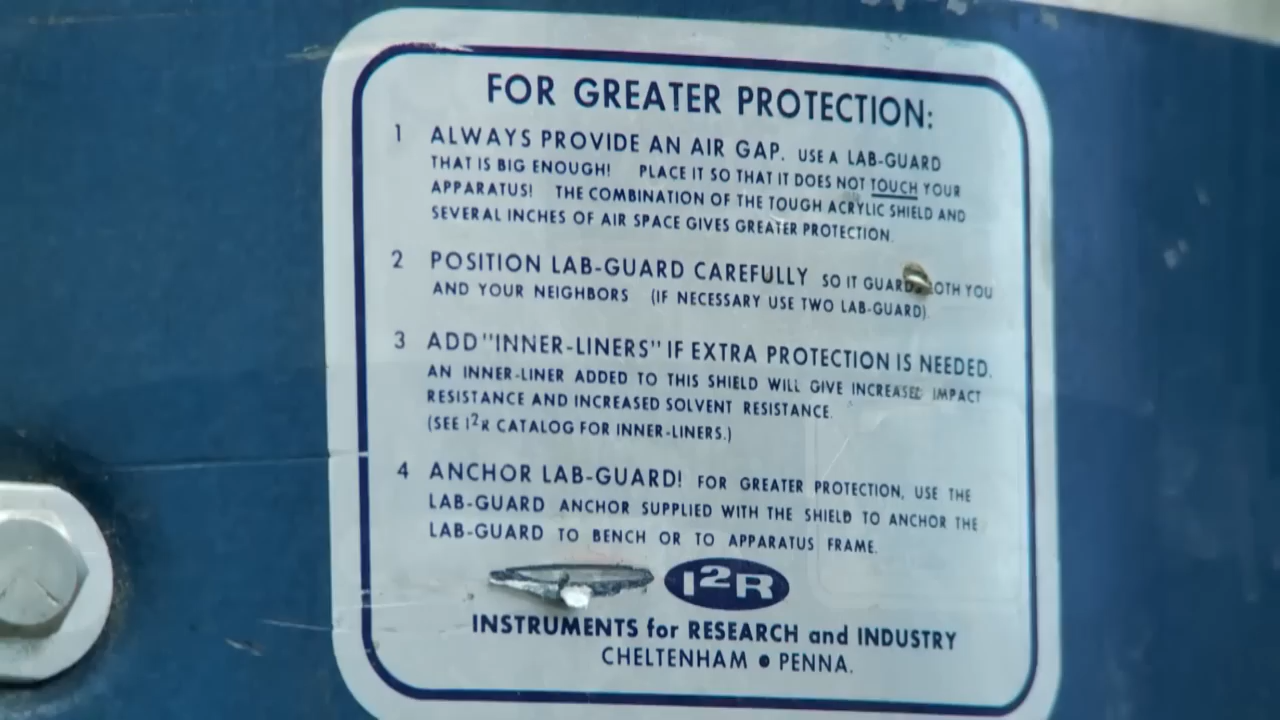 FOR GREATER PROTECTION:
1 ALWAYS PROVIDE AN AIR GAP. USE A LAB-GUARD
THAT IS BIG ENOUGH! PLACE IT SO THAT IT DOES NOT TOUCH YOUR
APPARATUS! THE COMBINATION OF THE TOUGH ACRYLIC SHIELD AND
SEVERAL INCHES OF AIR SPACE GIVES GREATER PROTECTION.
2 POSITION LAB-GUARD CAREFULLY SO IT GUARDS BOTH YOU
AND YOUR NEIGHBORS (IF NECESSARY USE TWO LAB-GUARD).
3 ADD "INNER-LINERS" IF EXTRA PROTECTION IS NEEDED.
AN INNER-LINER ADDED TO THIS SHIELD WILL GIVE INCREASED IMPACT
RESISTANCE AND INCREASED SOLVENT RESISTANCE.
(SEE I²R CATALOG FOR INNER-LINERS.)
4 ANCHOR LAB-GUARD! FOR GREATER PROTECTION, USE THE
LAB-GUARD ANCHOR SUPPLIED WITH THE SHIELD TO ANCHOR THE
LAB-GUARD TO BENCH OR TO APPARATUS FRAME.
I²R
INSTRUMENTS for RESEARCH and INDUSTRY
CHELTENHAM • PENNA.